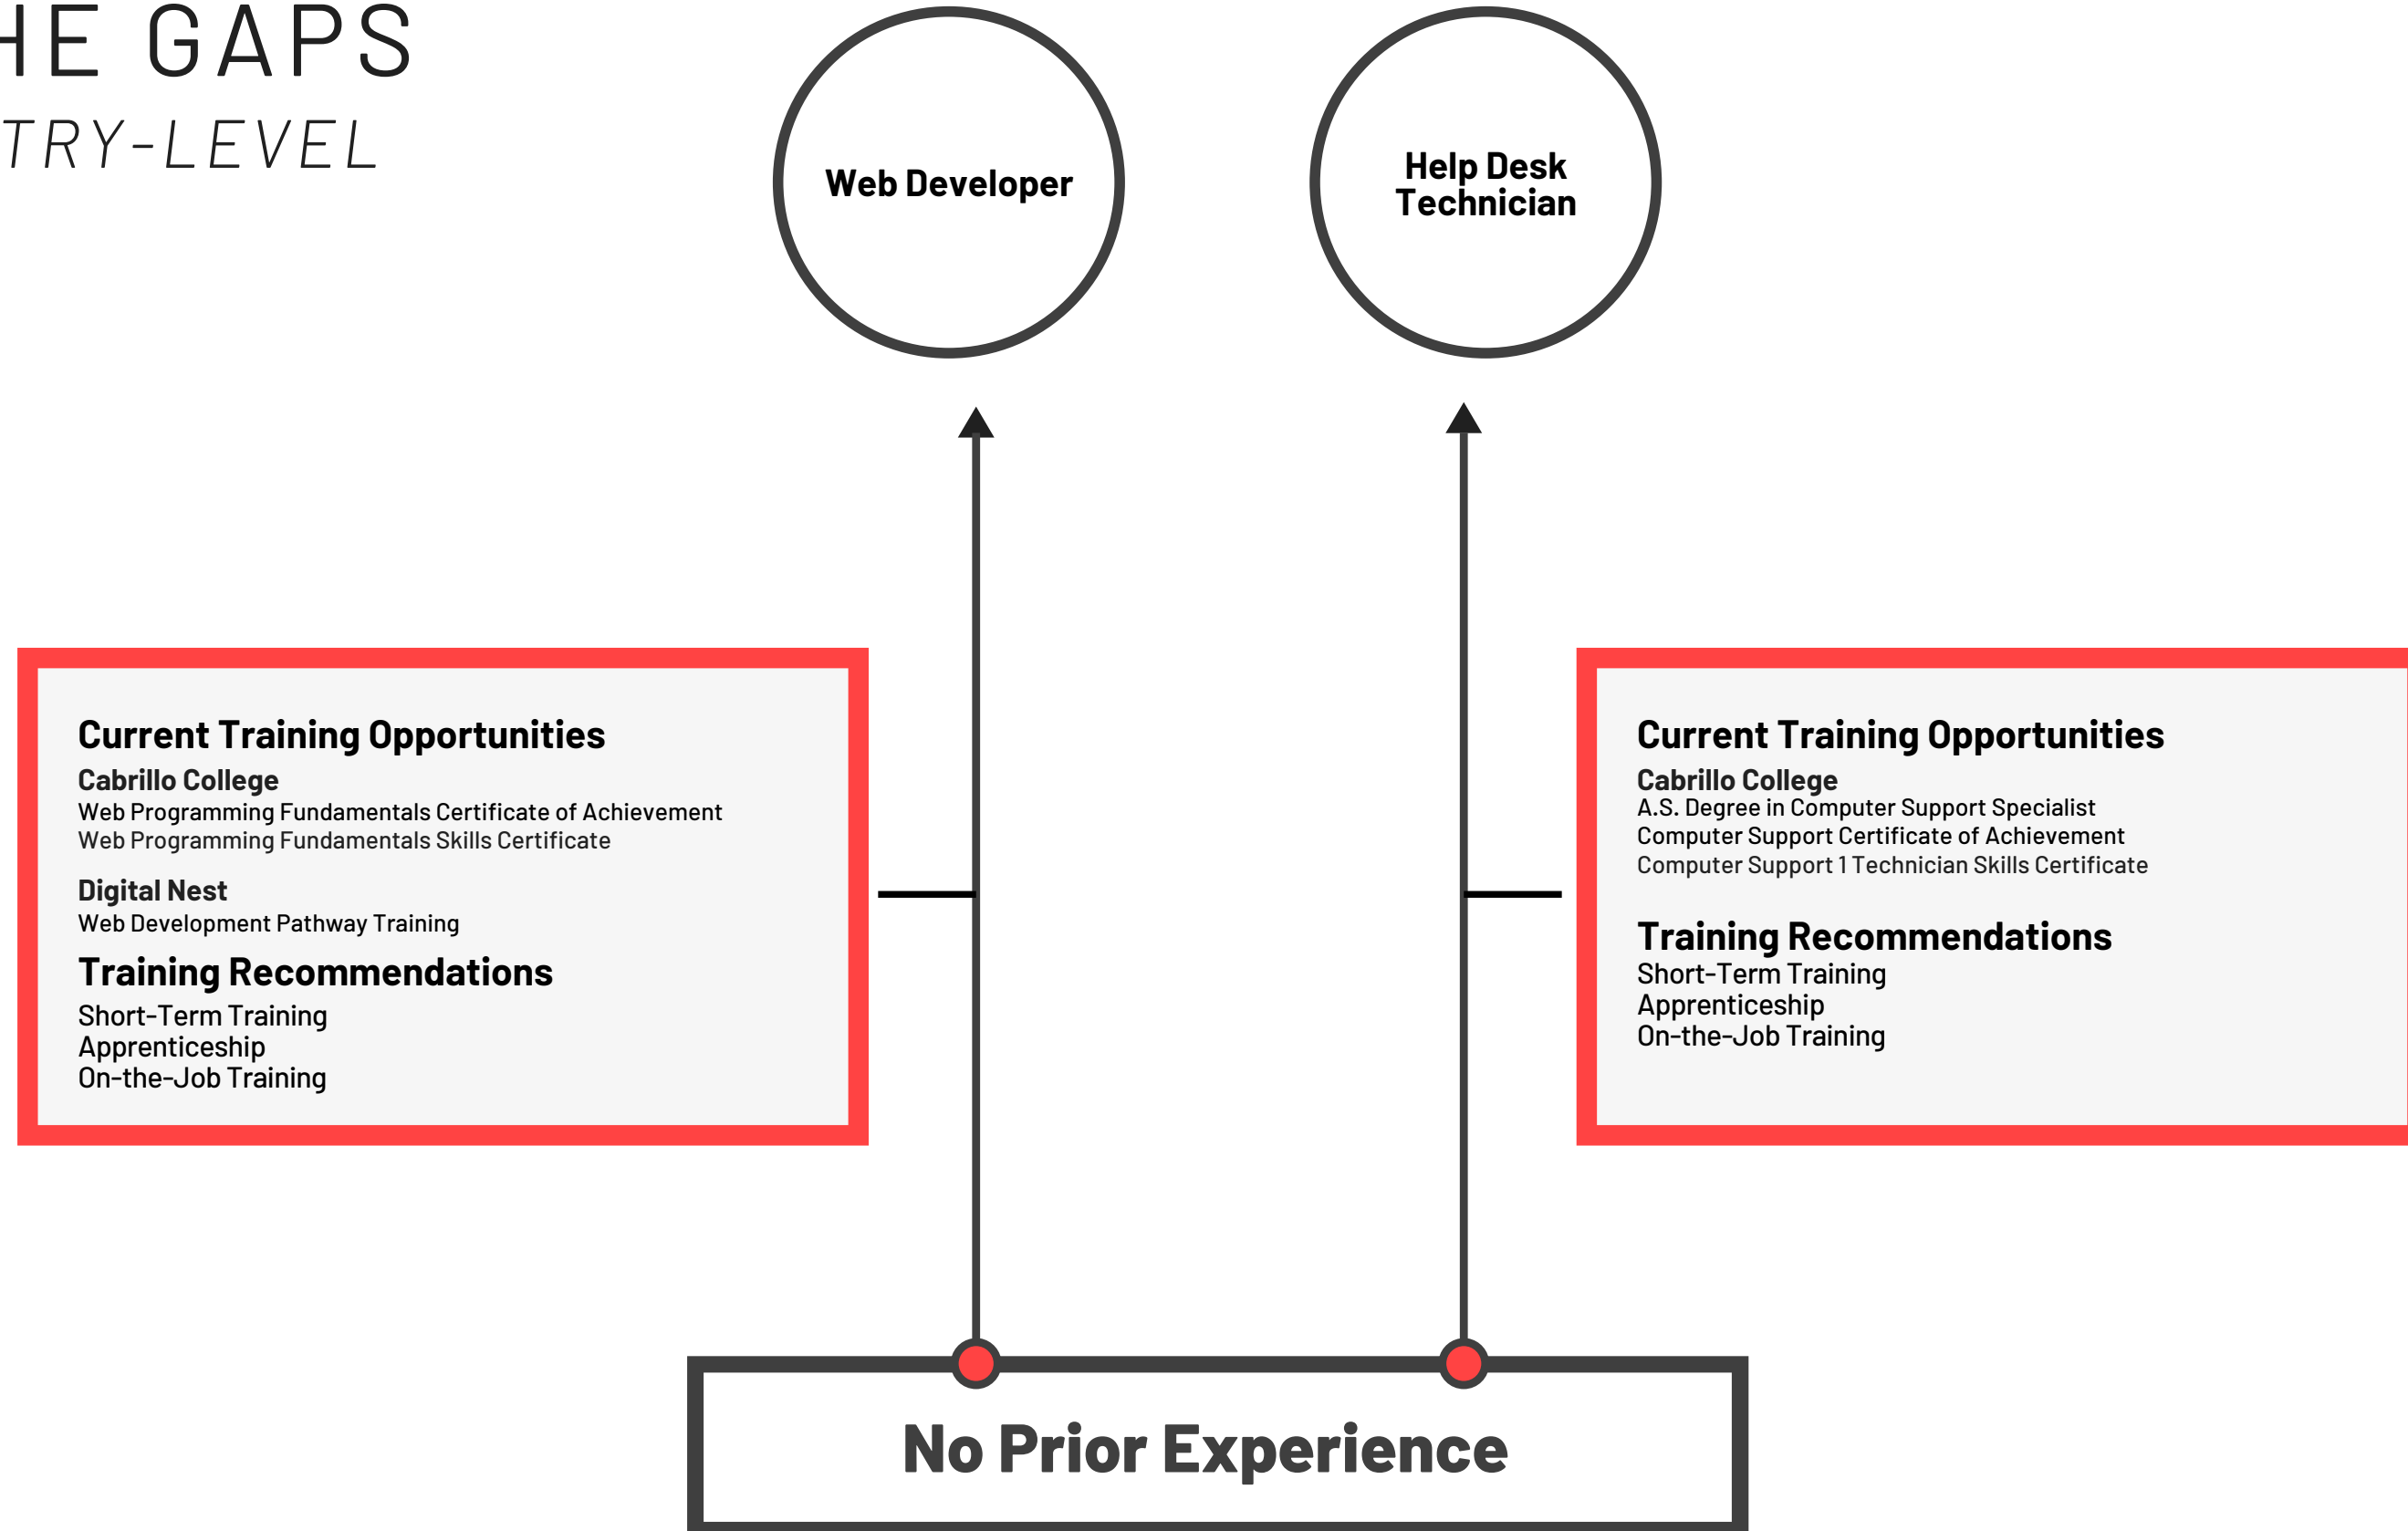 HE GAPS
TRY-LEVEL
Web Developer
Help Desk
Technician
Current Training Opportunities
Cabrillo College
Web Programming Fundamentals Certificate of Achievement
Web Programming Fundamentals Skills Certificate
Digital Nest
Web Development Pathway Training
Training Recommendations
Short-Term Training
Apprenticeship
On-the-Job Training
Current Training Opportunities
Cabrillo College
A.S. Degree in Computer Support Specialist
Computer Support Certificate of Achievement
Computer Support 1 Technician Skills Certificate
Training Recommendations
Short-Term Training
Apprenticeship
On-the-Job Training
No Prior Experience